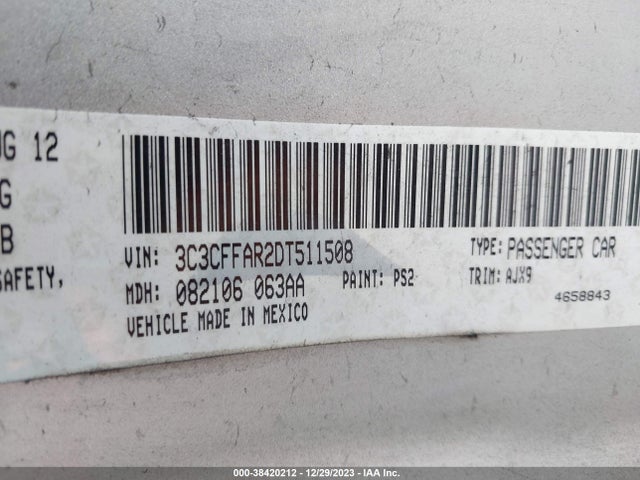 UG 12
G
B
SAFETY,
VIN: 3C3CFFAR2DT511508
TYPE: PASSENGER CAR
MDH: 082106 063AA
PAINT: PS2
TRIM: AJX9
VEHICLE MADE IN MEXICO
4658843
000-38420212 - 12/29/2023 - IAA Inc.